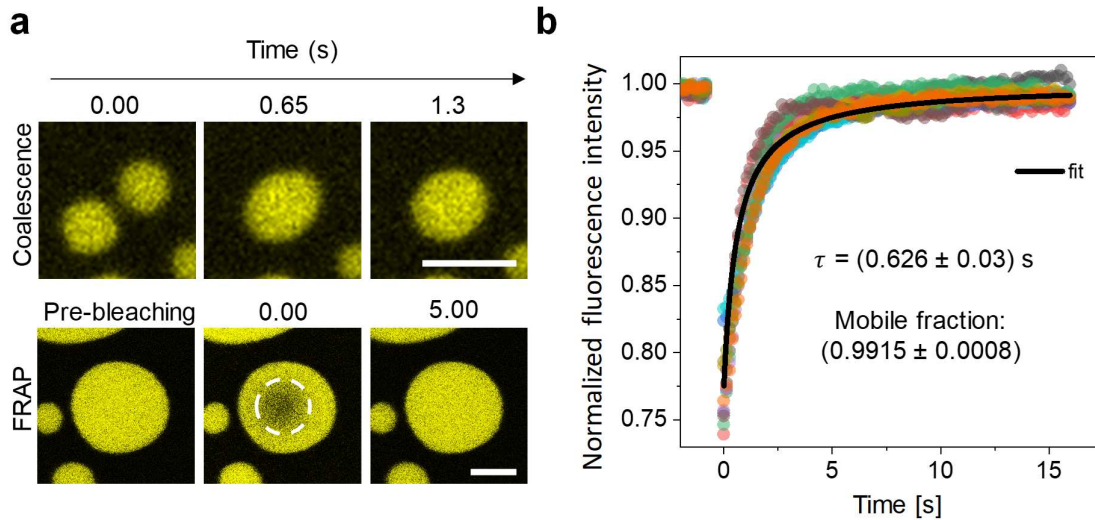 a
Time (s)
0.00 0.65 1.3
Coalescence
Pre-bleaching 0.00 5.00
FRAP
b
Normalized fluorescence intensity
1.00
0.95
0.90
0.85
0.80
0.75
fit
τ = (0.626 ± 0.03) s
Mobile fraction:
(0.9915 ± 0.0008)
0 5 10 15
Time [s]